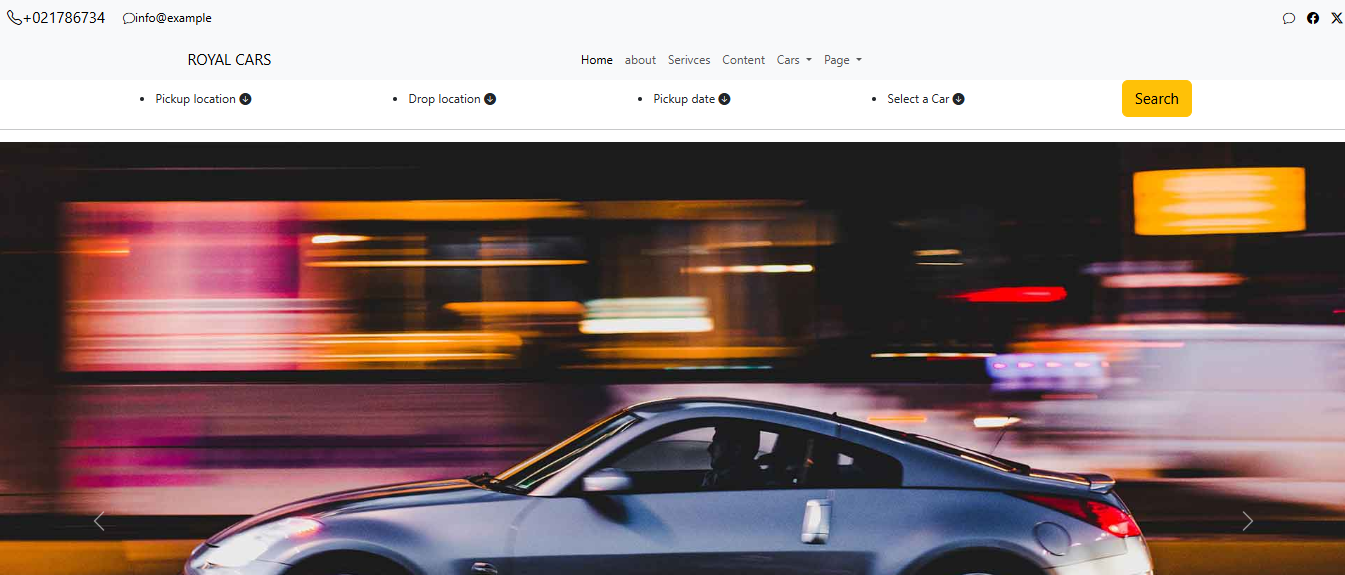 +021786734 info@example
ROYAL CARS Home about Serivces Content Cars Page
Pickup location Drop location Pickup date Select a Car Search